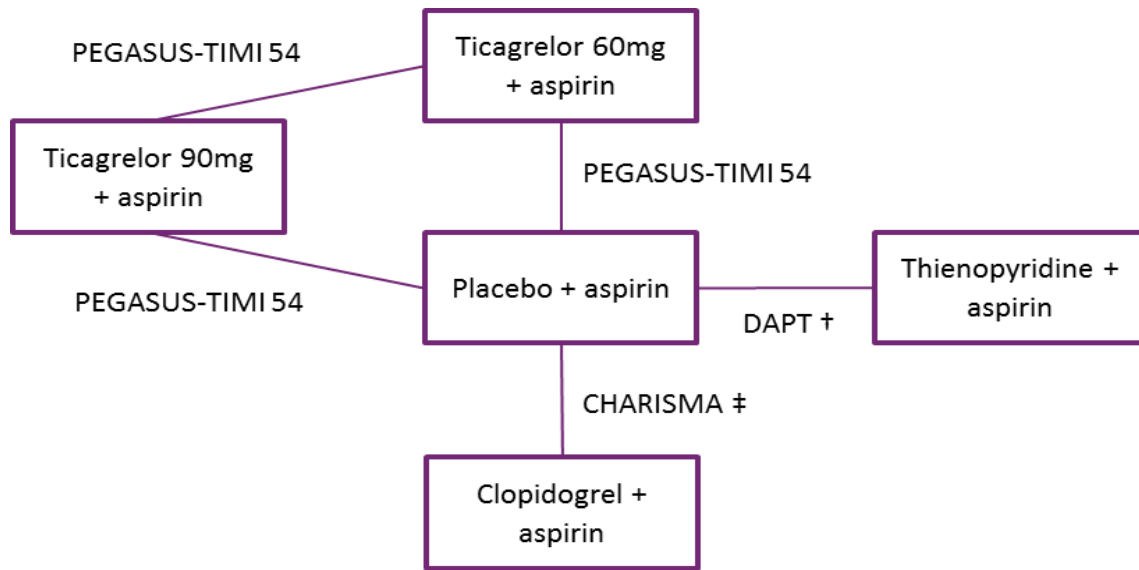 PEGASUS-TIMI 54
Ticagrelor 60mg
+ aspirin
Ticagrelor 90mg
+ aspirin
PEGASUS-TIMI 54
PEGASUS-TIMI 54
Placebo + aspirin
Thienopyridine +
aspirin
DAPT †
CHARISMA ‡
Clopidogrel +
aspirin